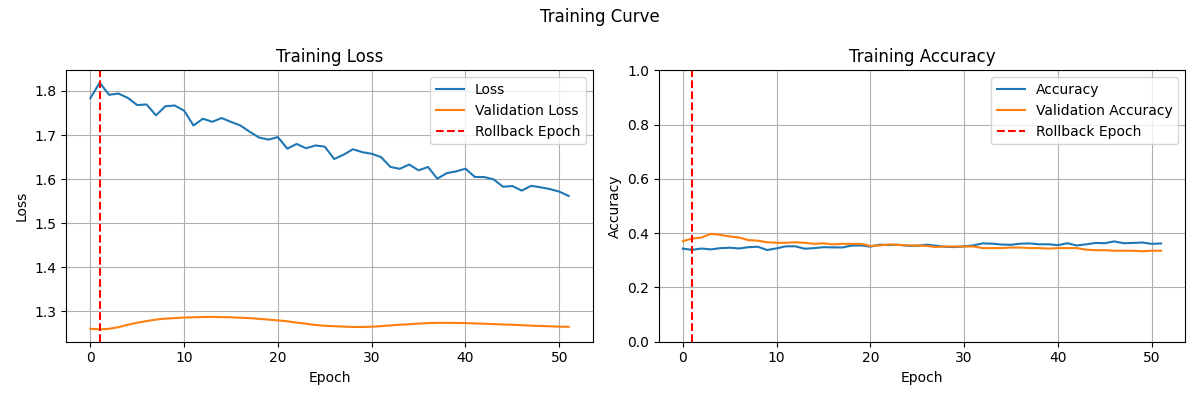 Training Curve
Training Loss
Loss
Validation Loss
Rollback Epoch
1.8
1.7
1.6
1.5
1.4
1.3
Loss
0
10
20
30
40
50
Epoch
Training Accuracy
Accuracy
Validation Accuracy
Rollback Epoch
1.0
0.8
0.6
0.4
0.2
0.0
Accuracy
0
10
20
30
40
50
Epoch